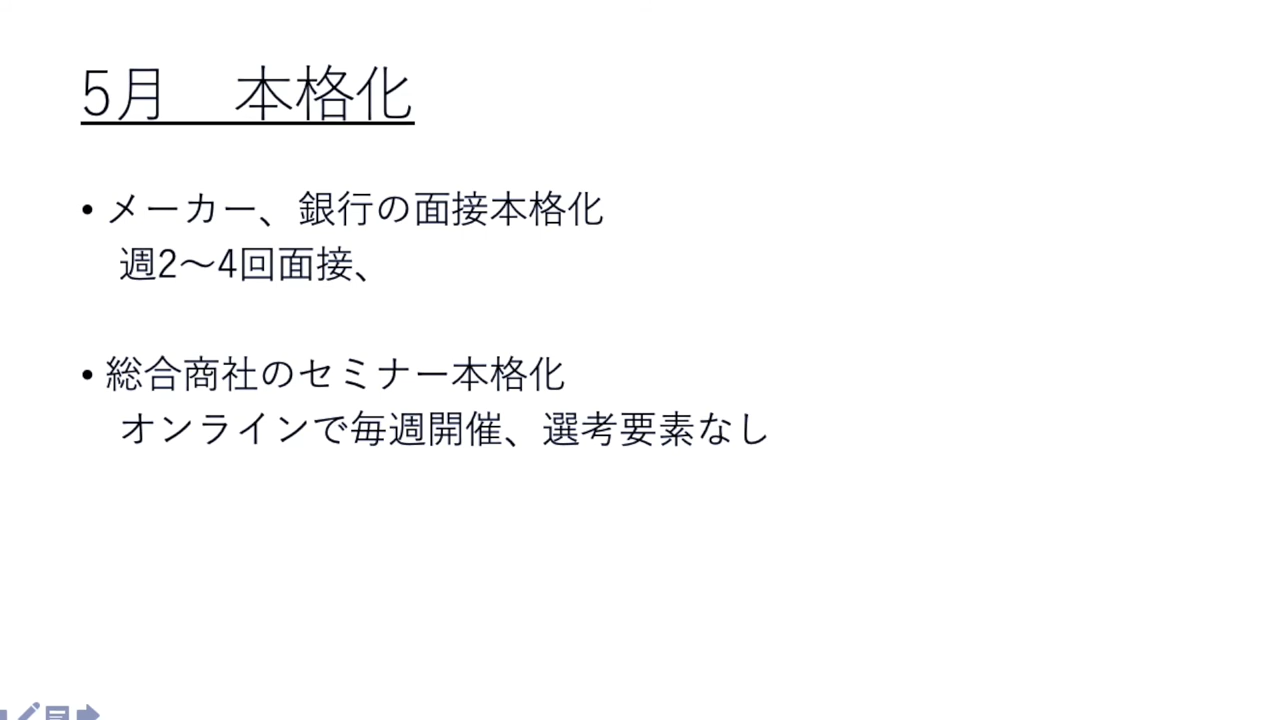 5月　本格化
• メーカー、銀行の面接本格化
週2〜4回面接、
• 総合商社のセミナー本格化
オンラインで毎週開催、選考要素なし